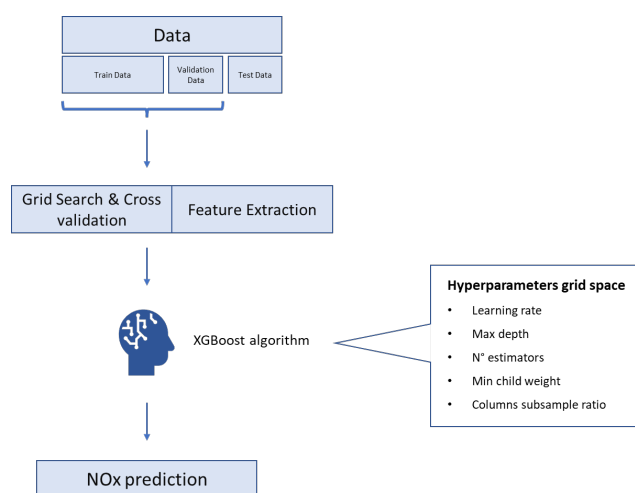 Data
Train Data
Validation
Data
Test Data
Grid Search & Cross
validation
Feature Extraction
XGBoost algorithm
Hyperparameters grid space
• Learning rate
• Max depth
• N° estimators
• Min child weight
• Columns subsample ratio
NOx prediction